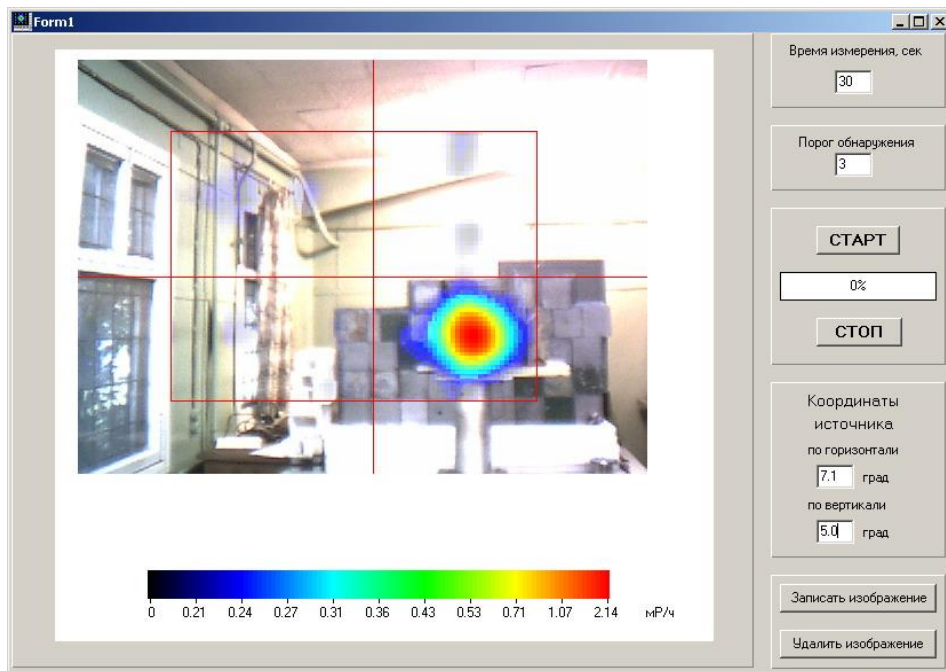 Form1
Время измерения, сек
30
Порог обнаружения
3
СТАРТ
0%
СТОП
Координаты
источника
по горизонтали
7.1 град
по вертикали
5.0 град
0 0.21 0.24 0.27 0.31 0.36 0.43 0.53 0.71 1.07 2.14 мР/ч
Записать изображение
Удалить изображение